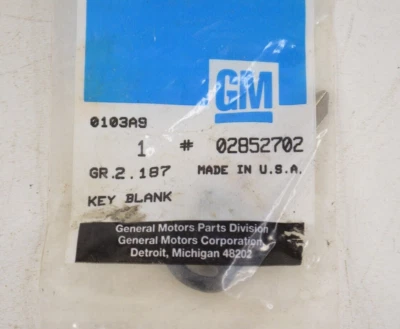 GM
0103A9
1 # 02852702
GR.2.187 MADE IN U.S.A.
KEY BLANK
General Motors Parts Division
General Motors Corporation
Detroit, Michigan 48202